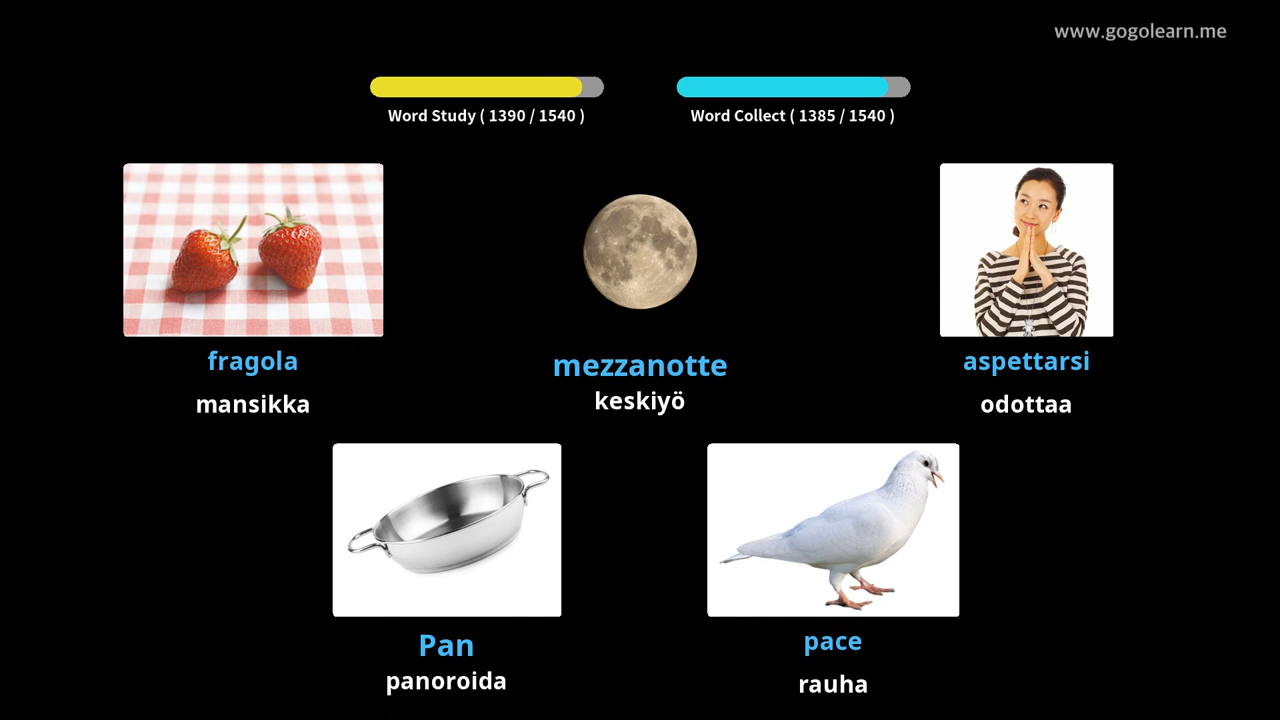 www.gogolearn.me
Word Study ( 1390 / 1540 )
Word Collect ( 1385 / 1540 )
fragola
mansikka
mezzanotte
keskiyö
aspettarsi
odottaa
Pan
panoroida
pace
rauha